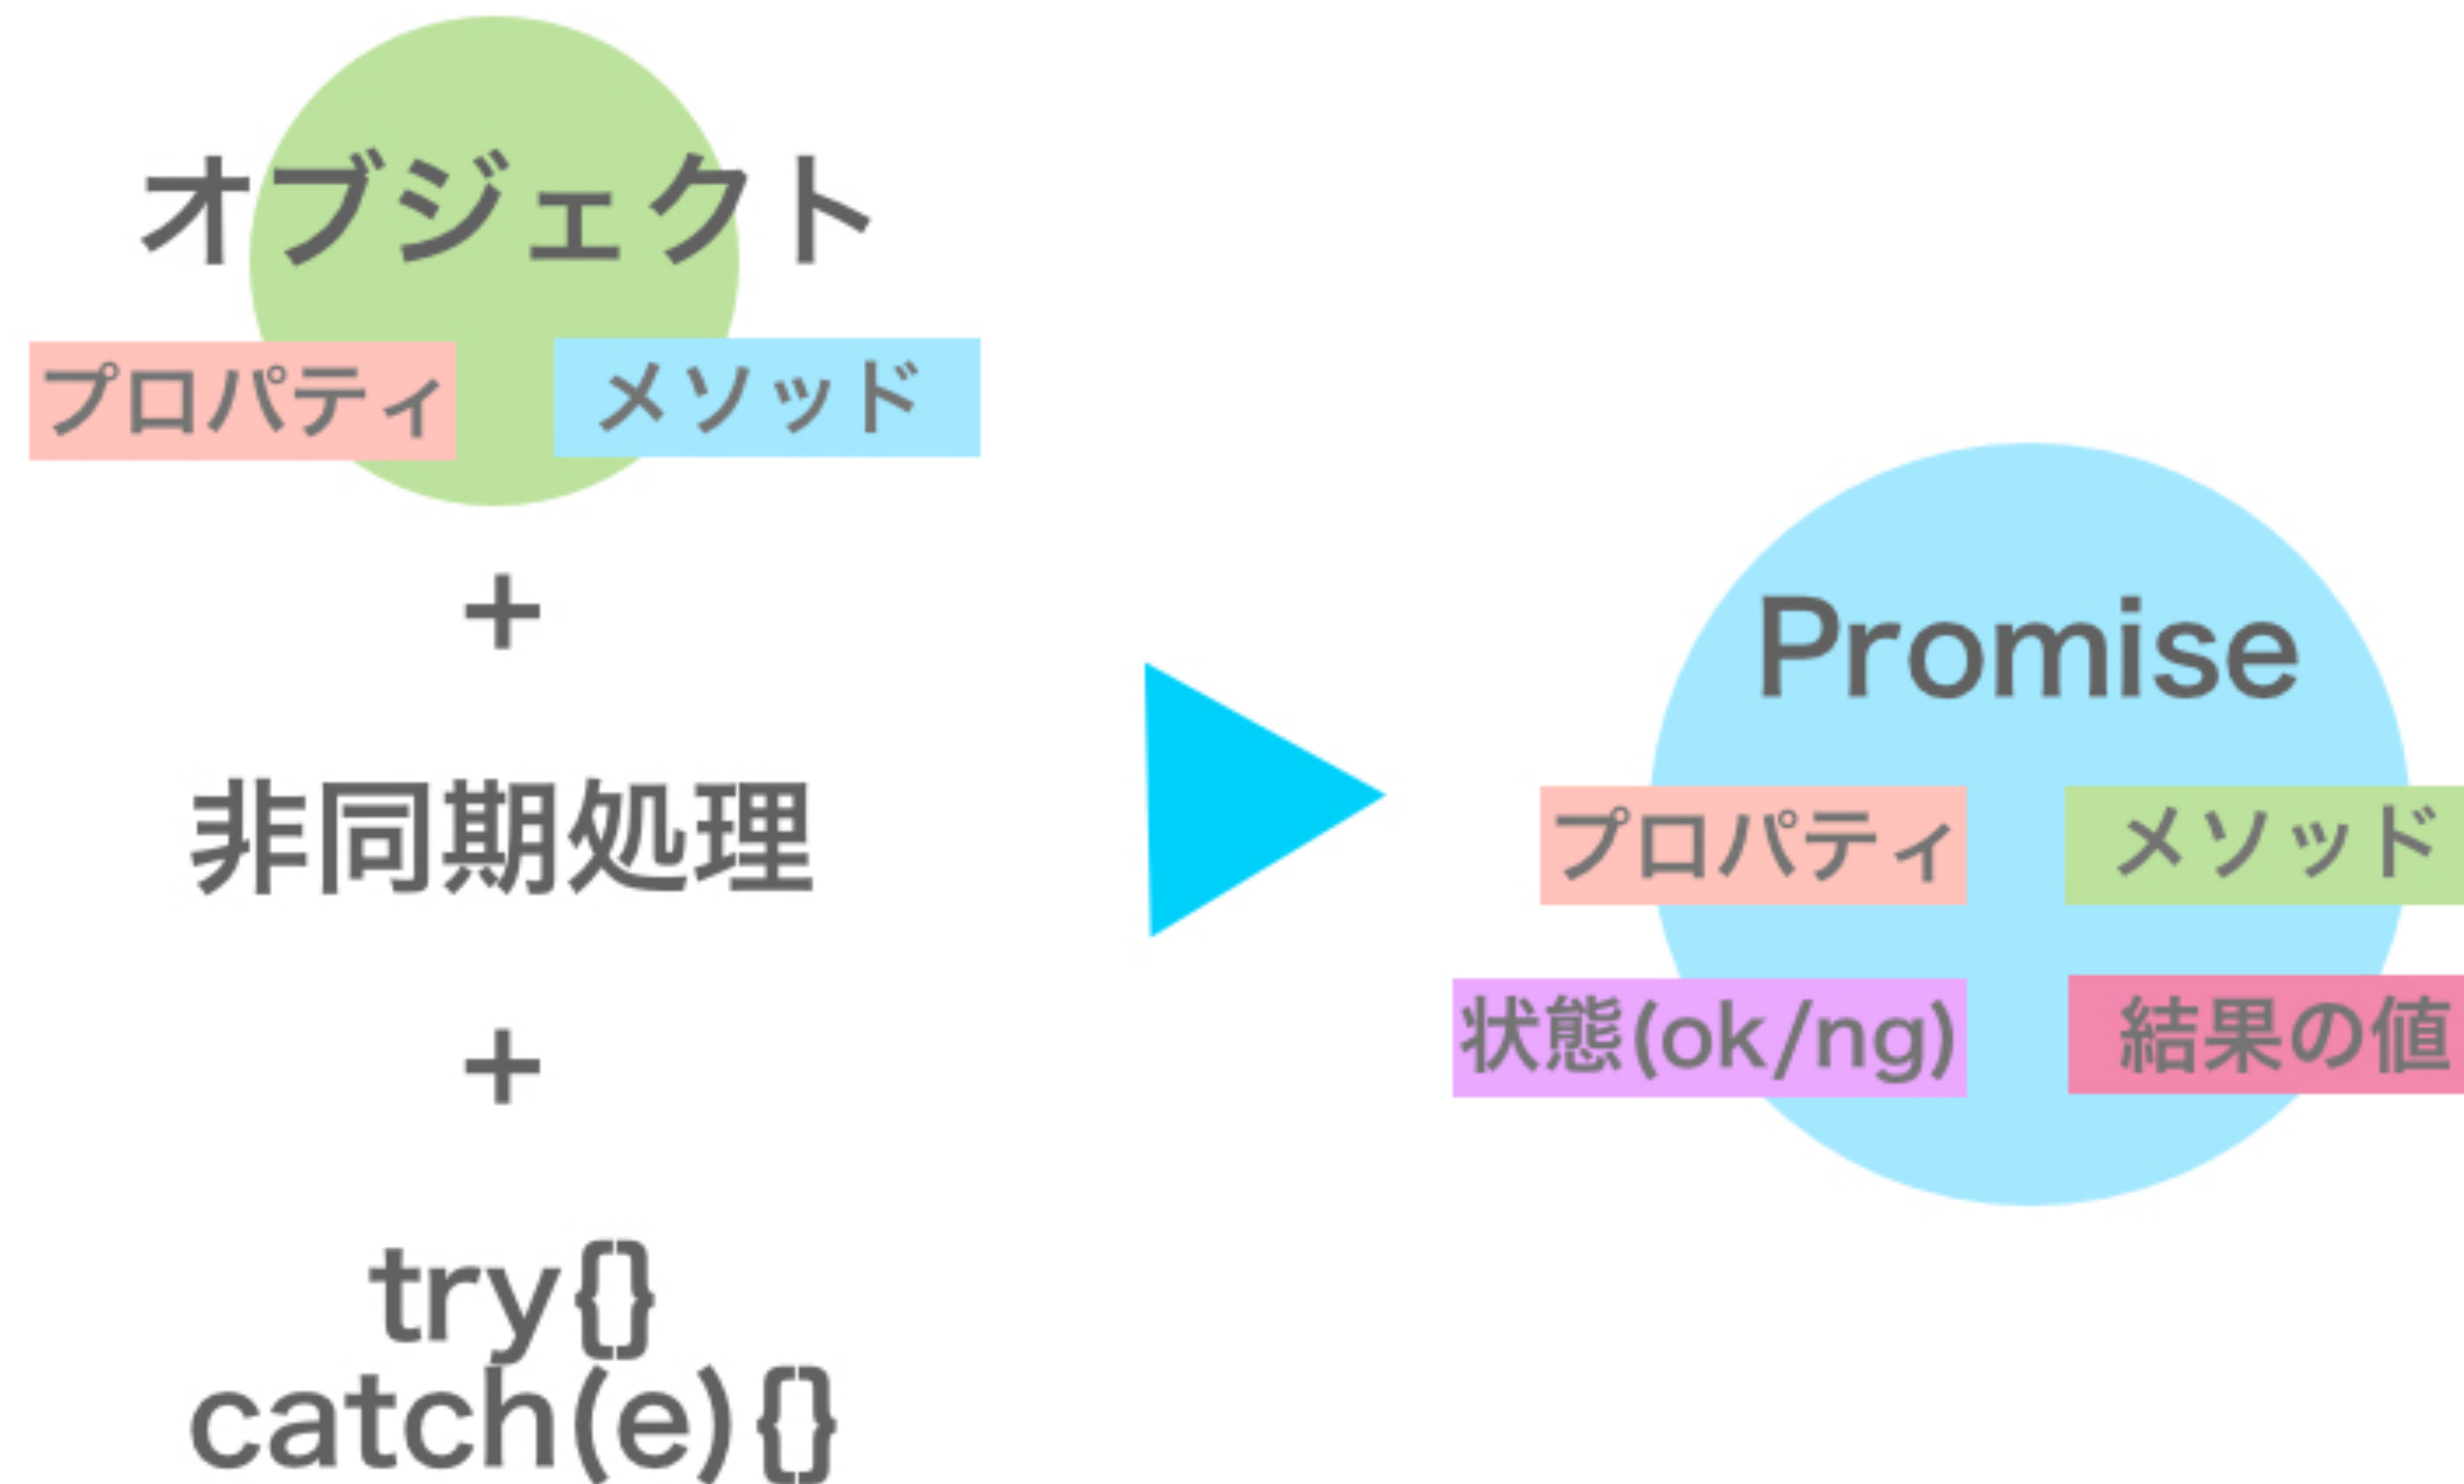 オブジェクト
プロパティ メソッド
+
非同期処理
+
try{}
catch(e){}
Promise
プロパティ メソッド
状態(ok/ng) 結果の値